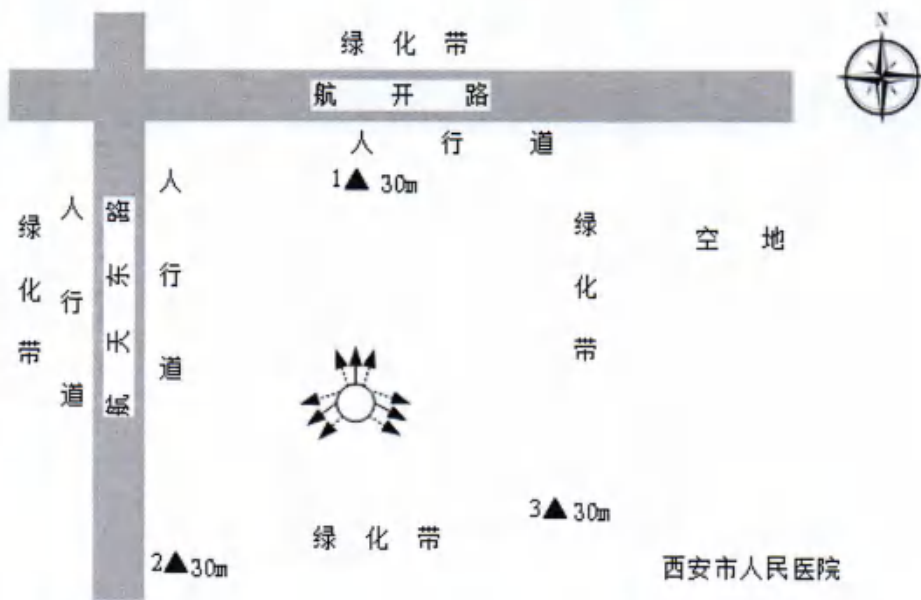 N
绿化带
航开路
人行道
1 30m
人行道
人行道
绿化带
航天东路
绿化带
空地
3 30m
绿化带
2 30m
西安市人民医院